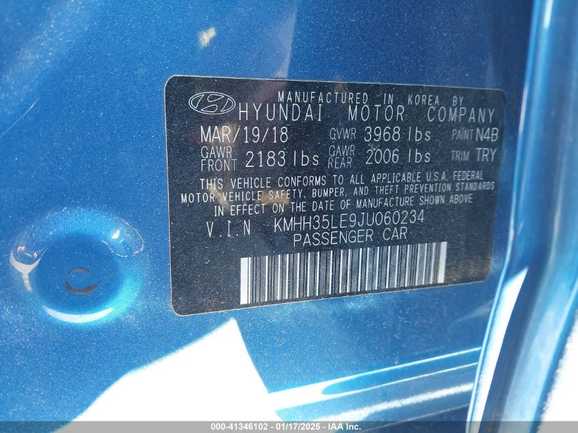 MANUFACTURED IN KOREA BY
HYUNDAI MOTOR COMPANY
MAR/19/18 GVWR 3968 lbs PAINT N4B
GAWR FRONT 2183 lbs GAWR REAR 2006 lbs TRIM TRY
THIS VEHICLE CONFORMS TO ALL APPLICABLE U.S.A. FEDERAL
MOTOR VEHICLE SAFETY, BUMPER, AND THEFT PREVENTION STANDARDS
IN EFFECT ON THE DATE OF MANUFACTURE SHOWN ABOVE.
V.I.N KMHH35LE9JU060234
PASSENGER CAR
000-41346102 - 01/17/2025 - IAA Inc.